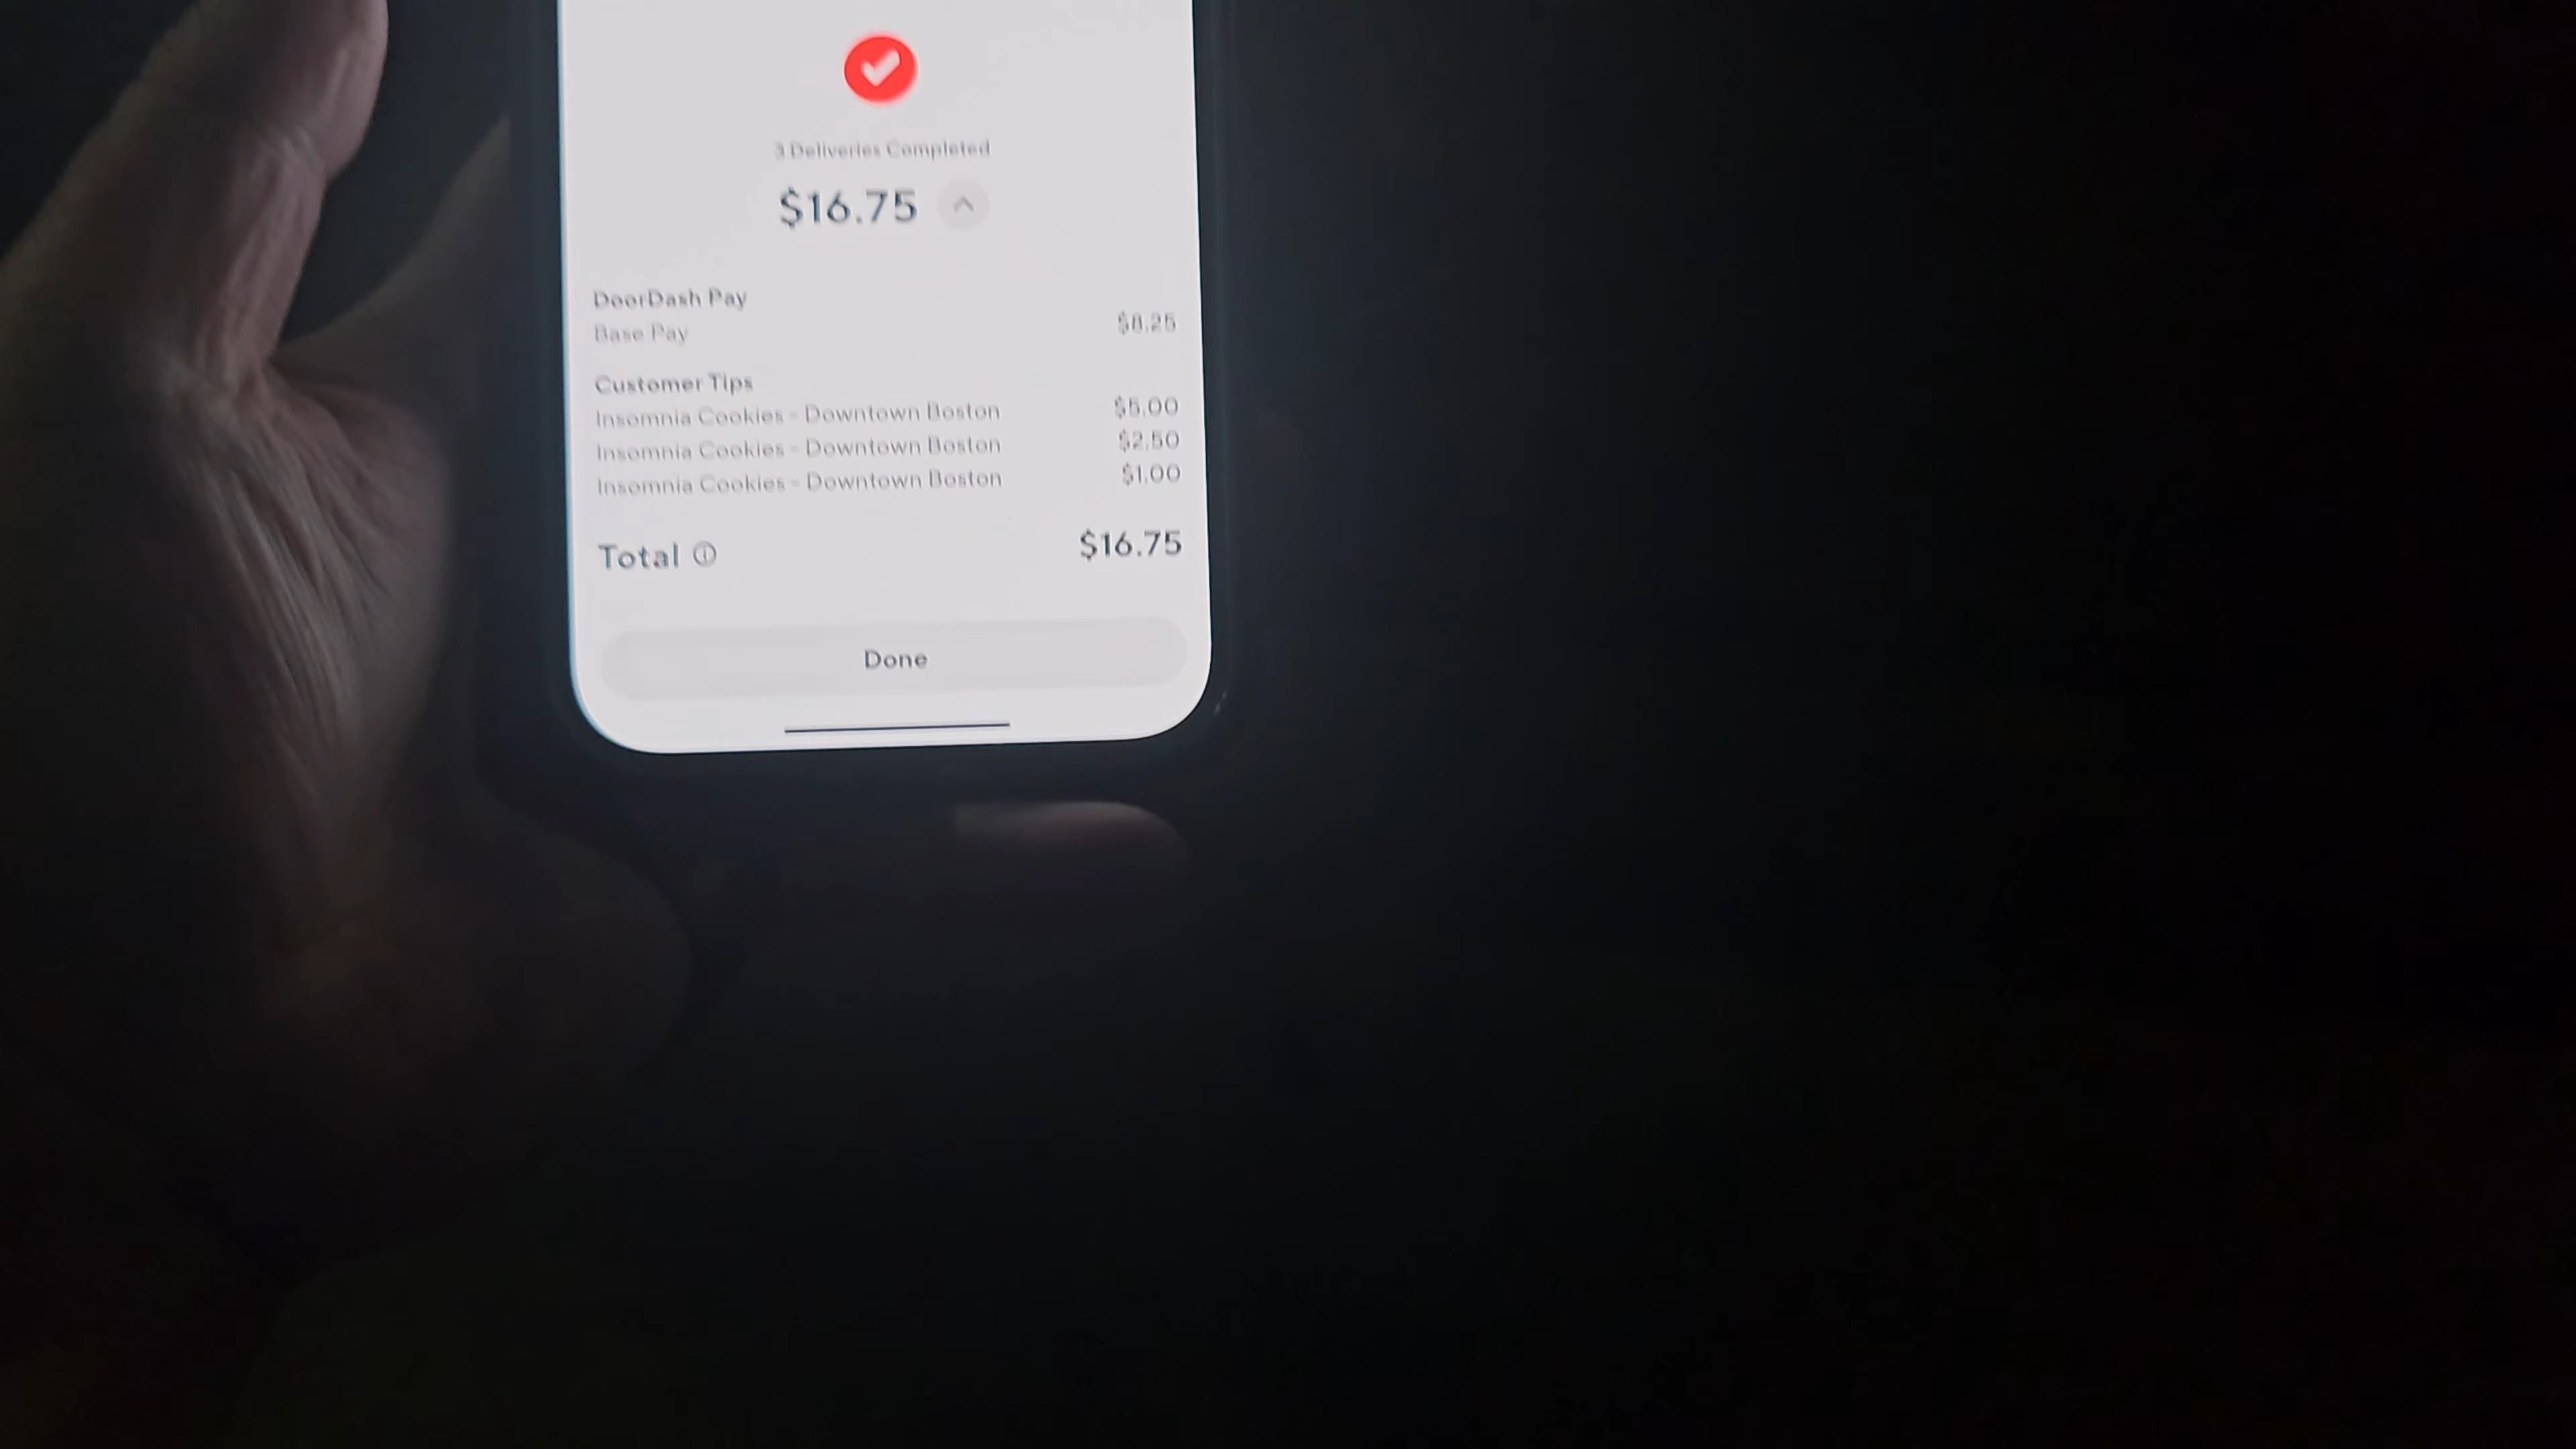 3 Deliveries Completed
$16.75
DoorDash Pay
Base Pay $8.25
Customer Tips
Insomnia Cookies - Downtown Boston $5.00
Insomnia Cookies - Downtown Boston $2.50
Insomnia Cookies - Downtown Boston $1.00
Total $16.75
Done